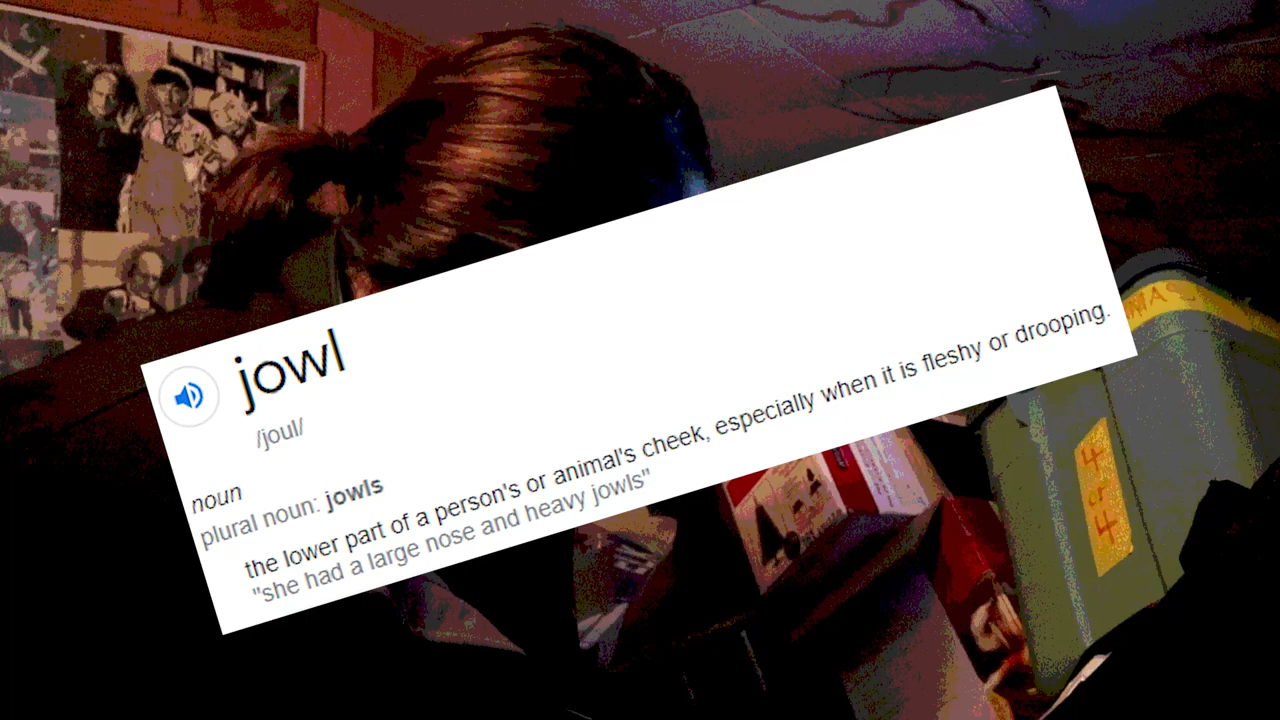 jowl
/joul/
noun
plural noun: jowls
the lower part of a person's or animal's cheek, especially when it is fleshy or drooping.
"she had a large nose and heavy jowls"
MAS
4
or
4